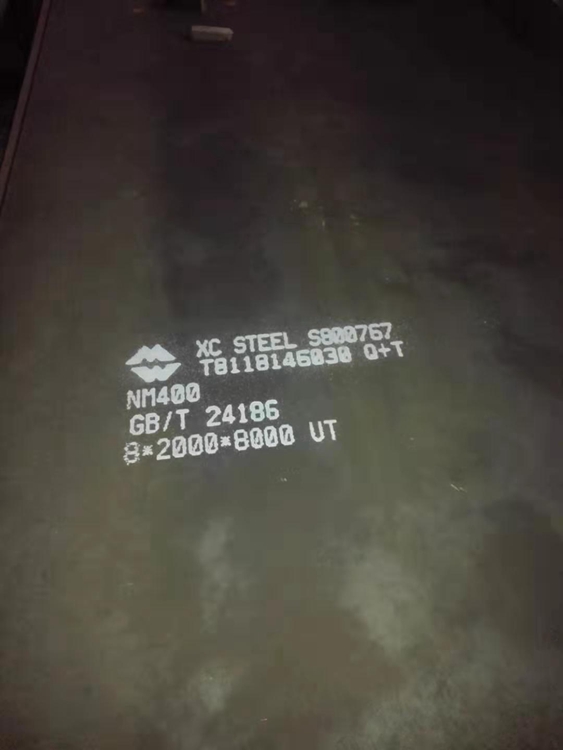 XC STEEL S800767
T8118146030 Q+T
NM400
GB/T 24186
8*2000*8000 UT